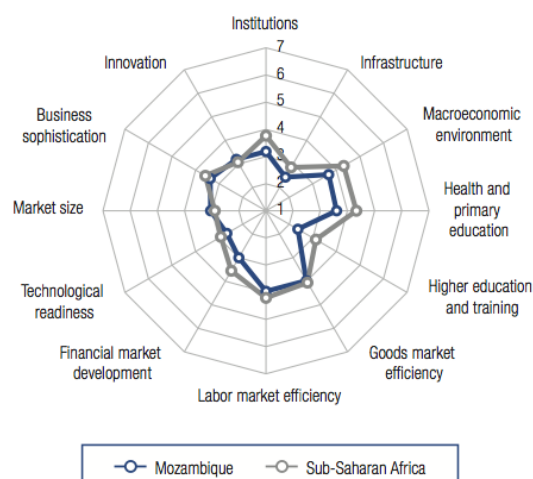 Institutions
Innovation
Infrastructure
Business
sophistication
Macroeconomic
environment
Market size
Health and
primary
education
Technological
readiness
Higher education
and training
Financial market
development
Goods market
efficiency
Labor market efficiency
7
6
5
4
3
2
1
Mozambique
Sub-Saharan Africa